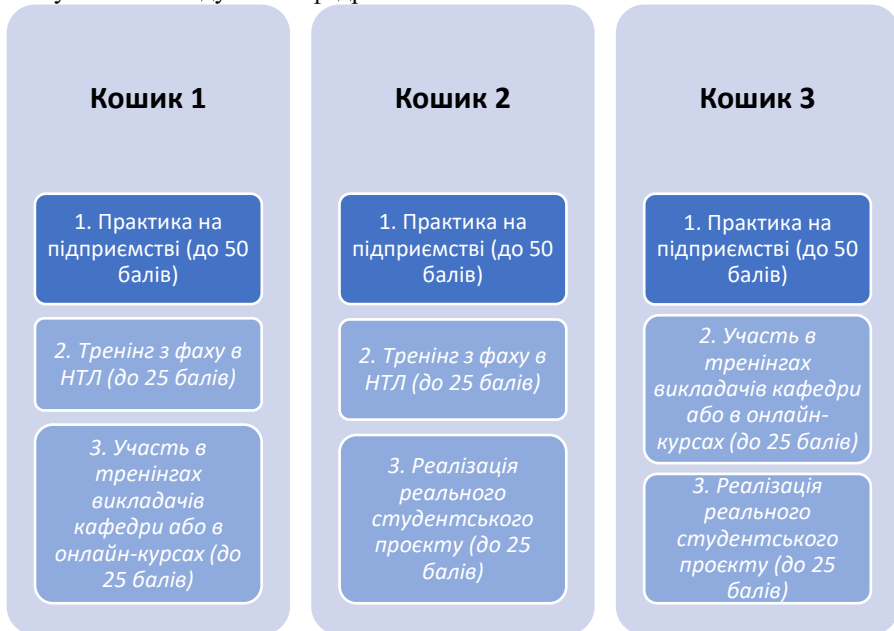 Кошик 1
1. Практика на
підприємстві (до 50
балів)
2. Тренінг з фаху в
НТЛ (до 25 балів)
3. Участь в
тренінгах
викладачів
кафедри або в
онлайн-курсах (до
25 балів)
Кошик 2
1. Практика на
підприємстві (до 50
балів)
2. Тренінг з фаху в
НТЛ (до 25 балів)
3. Реалізація
реального
студентського
проєкту (до 25
балів)
Кошик 3
1. Практика на
підприємстві (до 50
балів)
2. Участь в
тренінгах
викладачів кафедри
або в онлайн-
курсах (до 25 балів)
3. Реалізація
реального
студентського
проєкту (до 25
балів)